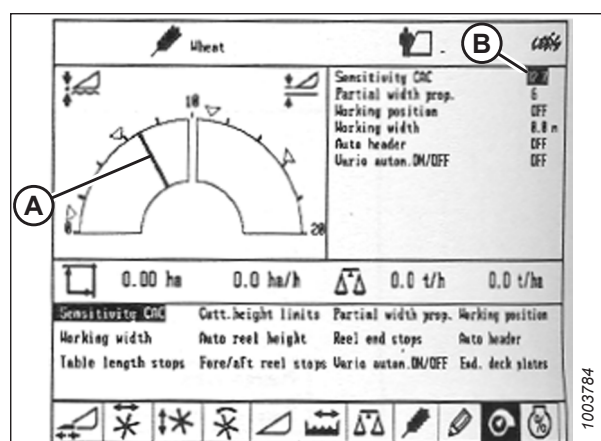 Wheat
B
Sensitivity CAC
Partial width prop. 6
Working position OFF
Working width 8.8 m
Auto header OFF
Vario autom.ON/OFF OFF
10
A
0
20
0.00 ha 0.0 ha/h 0.0 t/h 0.0 t/ha
Sensitivity CAC Cutt.height limits Partial width prop. Working position
Working width Auto reel height Reel end stops Auto header
Table length stops Fore/aft reel stops Vario autom.ON/OFF End. deck plates
1003784